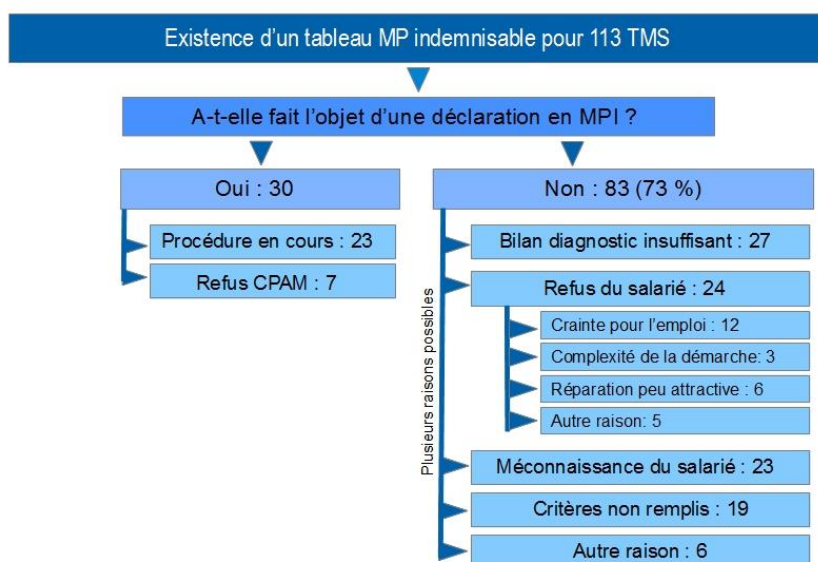 Existence d’un tableau MP indemnisable pour 113 TMS
A-t-elle fait l’objet d’une déclaration en MPI ?
Oui : 30
Procédure en cours : 23
Refus CPAM : 7
Non : 83 (73 %)
Plusieurs raisons possibles
Bilan diagnostic insuffisant : 27
Refus du salarié : 24
Crainte pour l’emploi : 12
Complexité de la démarche: 3
Réparation peu attractive : 6
Autre raison: 5
Méconnaissance du salarié : 23
Critères non remplis : 19
Autre raison : 6